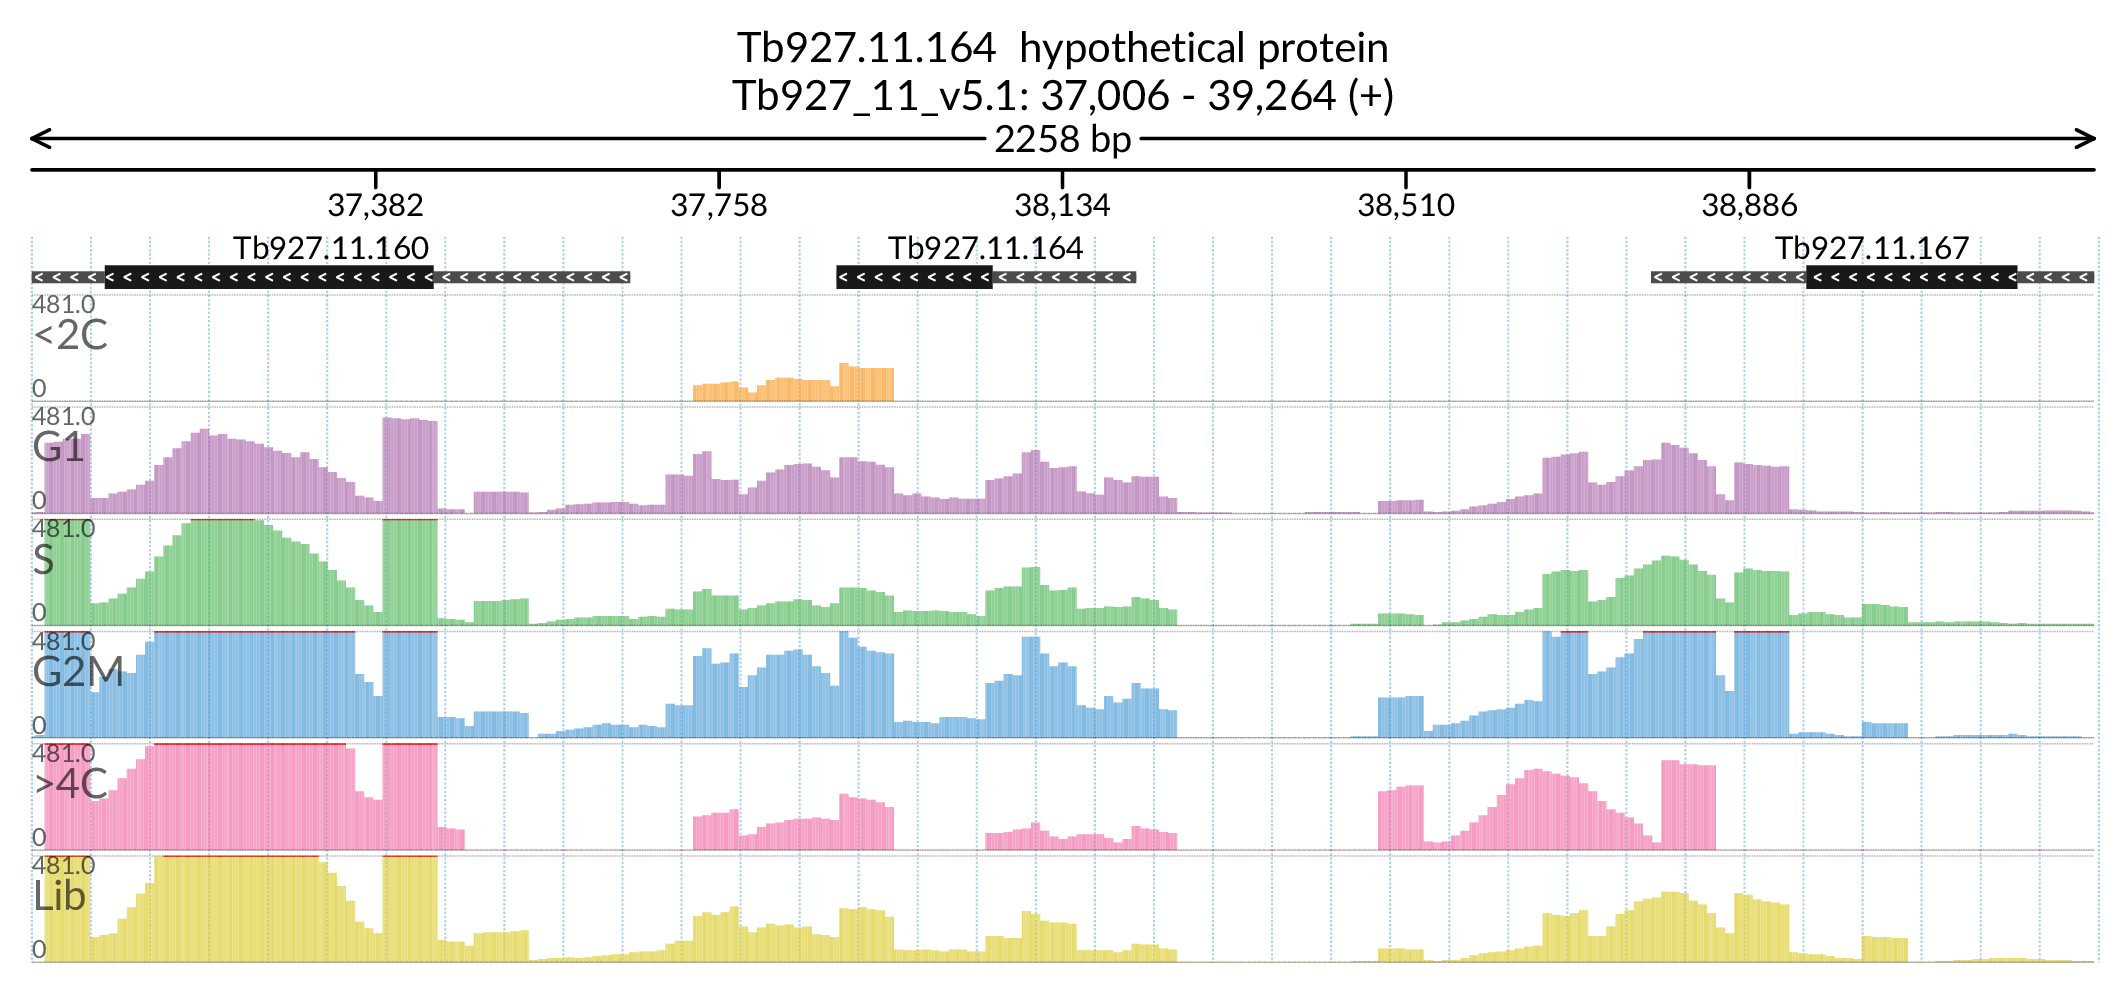 Tb927.11.164 hypothetical protein
Tb927_11_v5.1: 37,006 - 39,264 (+)
2258 bp
37,382 37,758 38,134 38,510 38,886
Tb927.11.160 Tb927.11.164 Tb927.11.167
481.0
<2C
0
481.0
G1
0
481.0
S
0
481.0
G2M
0
481.0
>4C
0
481.0
Lib
0